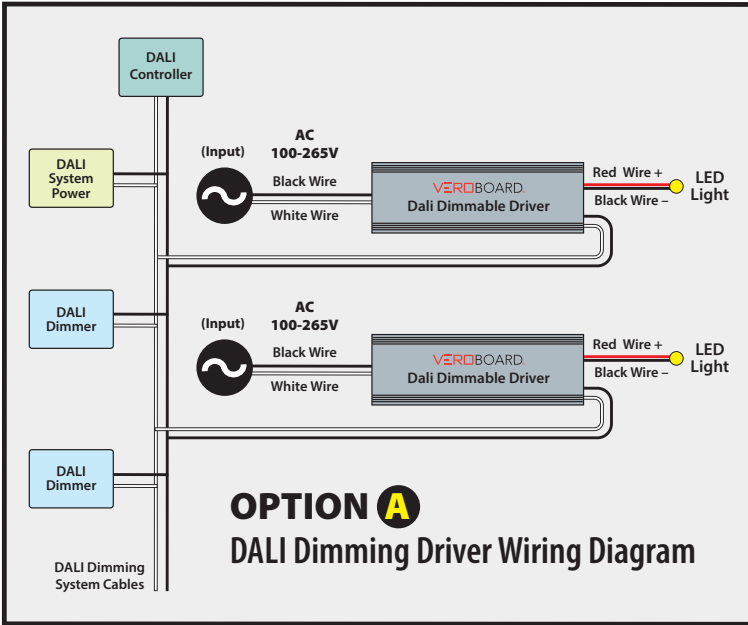 DALI
Controller
DALI
System
Power
(Input)
AC
100-265V
Black Wire
White Wire
VEROBOARD.
Dali Dimmable Driver
Red Wire +
Black Wire –
LED
Light
DALI
Dimmer
(Input)
AC
100-265V
Black Wire
White Wire
VEROBOARD.
Dali Dimmable Driver
Red Wire +
Black Wire –
LED
Light
DALI
Dimmer
OPTION A
DALI Dimming Driver Wiring Diagram
DALI Dimming
System Cables